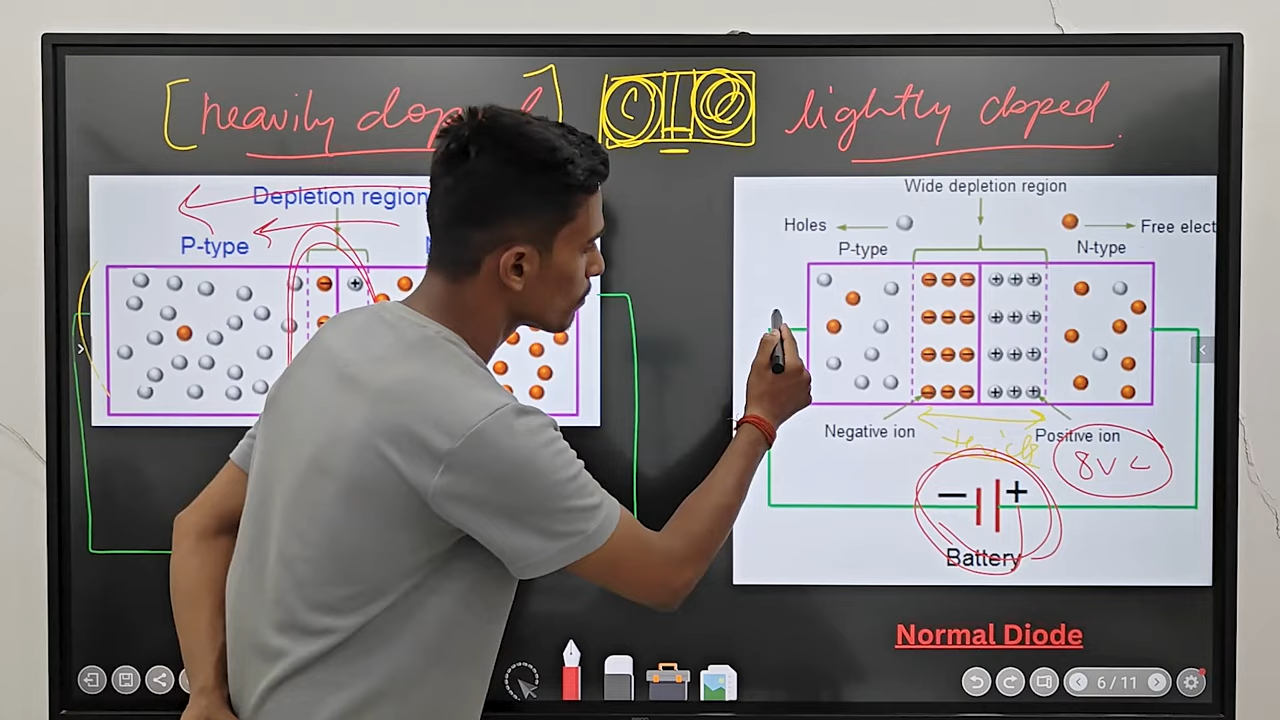 [heavily doped] lightly doped.
Depletion region
P-type
Wide depletion region
Holes
Free elect
P-type
N-type
Negative ion
Positive ion
8V <
− +
Battery
Normal Diode
6 / 11